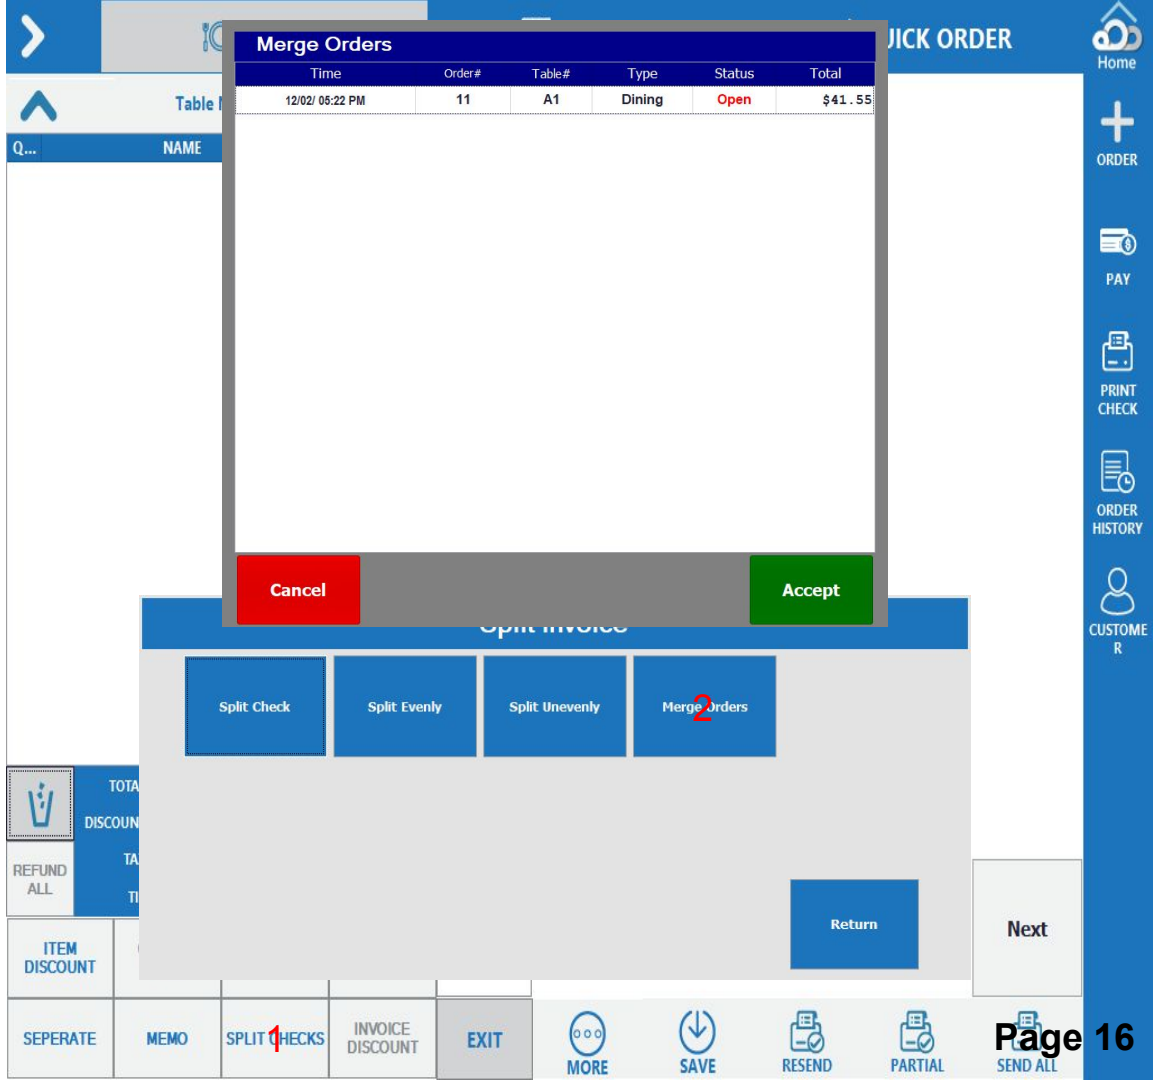 UICK ORDER
Home
Merge Orders
Time Order# Table# Type Status Total
12/02/ 05:22 PM 11 A1 Dining Open $41.55
Table
Q... NAME
ORDER
PAY
PRINT
CHECK
ORDER
HISTORY
CUSTOME
R
Cancel
Accept
Split Invoice
Split Check
Split Evenly
Split Unevenly
Merge Orders
2
TOTA
DISCOUN
TA
TI
REFUND
ALL
Return
Next
ITEM
DISCOUNT
SEPERATE
MEMO
SPLIT CHECKS
1
INVOICE
DISCOUNT
EXIT
MORE
SAVE
RESEND
PARTIAL
SEND ALL
Page 16